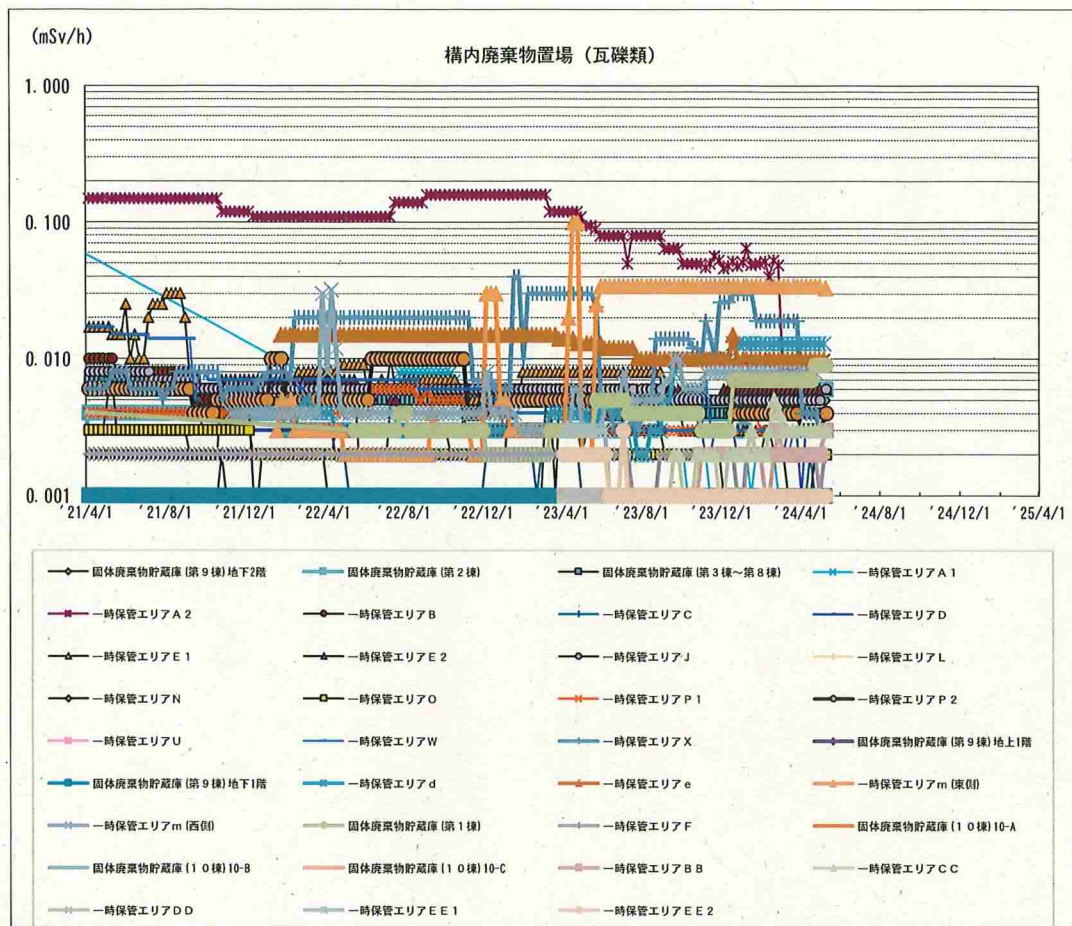 (mSv/h)
構内廃棄物置場（瓦礫類）
1.000
0.100
0.010
0.001
'21/4/1 '21/8/1 '21/12/1 '22/4/1 '22/8/1 '22/12/1 '23/4/1 '23/8/1 '23/12/1 '24/4/1 '24/8/1 '24/12/1 '25/4/1
固体廃棄物貯蔵庫(第９棟)地下2階 固体廃棄物貯蔵庫(第２棟) 固体廃棄物貯蔵庫(第３棟～第８棟) 一時保管エリアＡ１
一時保管エリアＡ２ 一時保管エリアＢ 一時保管エリアＣ 一時保管エリアＤ
一時保管エリアＥ１ 一時保管エリアＥ２ 一時保管エリアＪ 一時保管エリアＬ
一時保管エリアＮ 一時保管エリアＯ 一時保管エリアＰ１ 一時保管エリアＰ２
一時保管エリアＵ 一時保管エリアＷ 一時保管エリアＸ 固体廃棄物貯蔵庫(第９棟)地上1階
固体廃棄物貯蔵庫(第９棟)地下1階 一時保管エリアｄ 一時保管エリアｅ 一時保管エリアｍ(東側)
一時保管エリアｍ(西側) 固体廃棄物貯蔵庫(第１棟) 一時保管エリアＦ 固体廃棄物貯蔵庫(１０棟)10-A
固体廃棄物貯蔵庫(１０棟)10-B 固体廃棄物貯蔵庫(１０棟)10-C 一時保管エリアＢＢ 一時保管エリアＣＣ
一時保管エリアＤＤ 一時保管エリアＥＥ１ 一時保管エリアＥＥ２